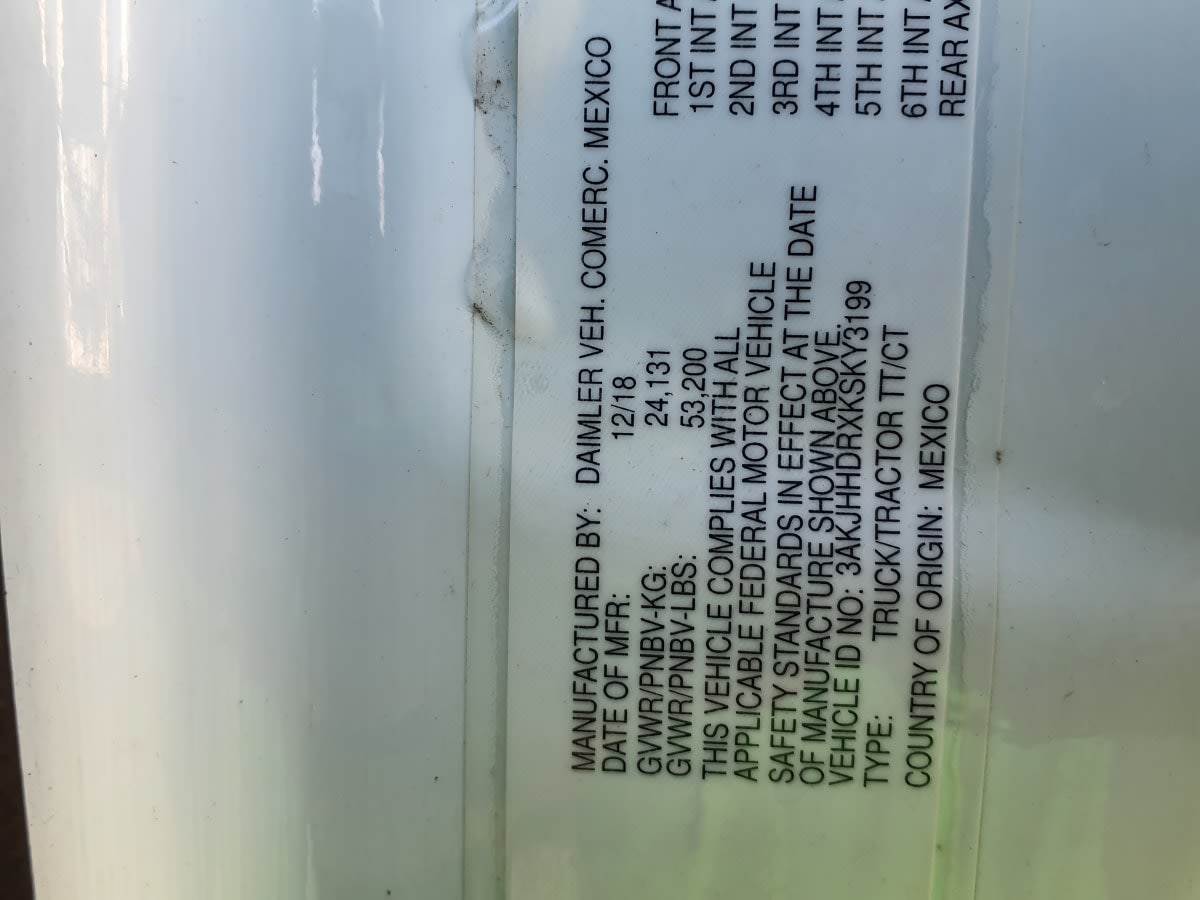 MANUFACTURED BY: DAIMLER VEH. COMERC. MEXICO
DATE OF MFR: 12/18
GVWR/PNBV-KG: 24,131
GVWR/PNBV-LBS: 53,200
THIS VEHICLE COMPLIES WITH ALL
APPLICABLE FEDERAL MOTOR VEHICLE
SAFETY STANDARDS IN EFFECT AT THE DATE
OF MANUFACTURE SHOWN ABOVE.
VEHICLE ID NO: 3AKJHHDRXKSKY3199
TYPE: TRUCK/TRACTOR TT/CT
COUNTRY OF ORIGIN: MEXICO
FRONT A
1ST INT
2ND INT
3RD INT
4TH INT
5TH INT
6TH INT
REAR AX